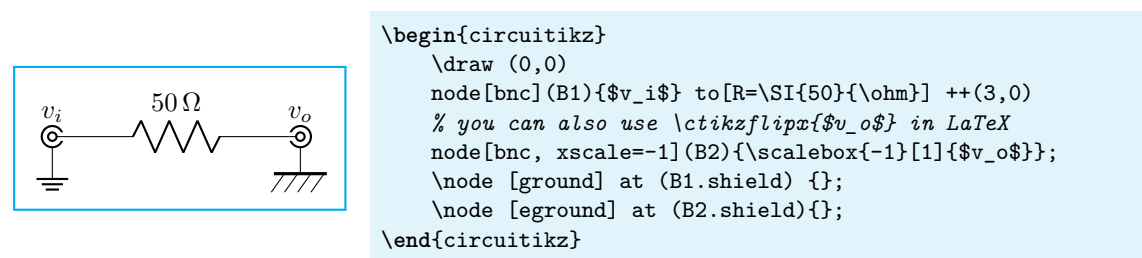 v_i 50 Ω v_o
\begin{circuitikz}
    \draw (0,0)
    node[bnc](B1){$v_i$} to[R=\SI{50}{\ohm}] ++(3,0)
    % you can also use \ctikzflipx{$v_o$} in LaTeX
    node[bnc, xscale=-1](B2){\scalebox{-1}[1]{$v_o$}};
    \node [ground] at (B1.shield) {};
    \node [eground] at (B2.shield){};
\end{circuitikz}